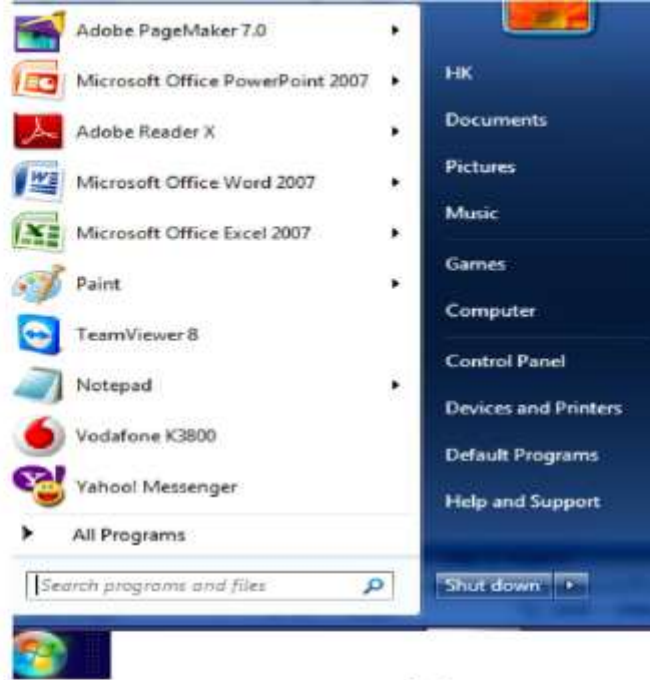 Adobe PageMaker 7.0
Microsoft Office PowerPoint 2007
Adobe Reader X
Microsoft Office Word 2007
Microsoft Office Excel 2007
Paint
TeamViewer 8
Notepad
Vodafone K3800
Yahoo! Messenger
All Programs
Search programs and files
HK
Documents
Pictures
Music
Games
Computer
Control Panel
Devices and Printers
Default Programs
Help and Support
Shut down